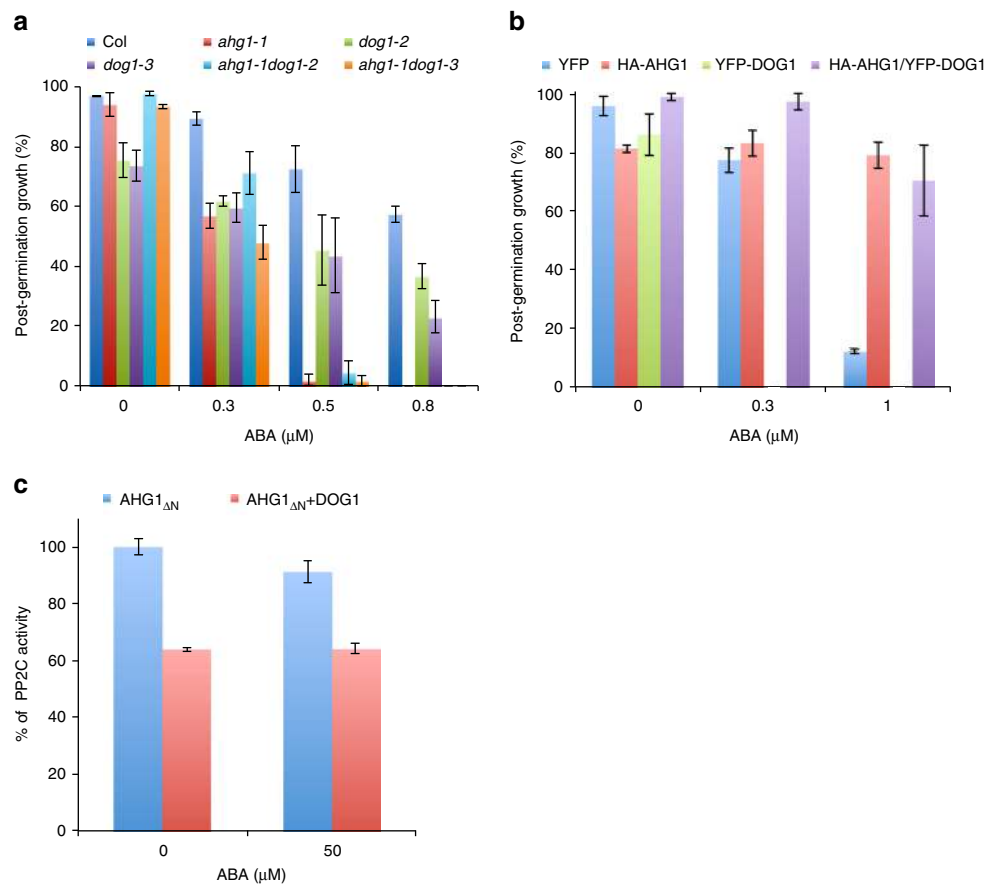 a
Col ahg1-1 dog1-2
dog1-3 ahg1-1dog1-2 ahg1-1dog1-3
100
80
60
40
20
0
Post-germination growth (%)
0 0.3 0.5 0.8
ABA (μM)
b
YFP HA-AHG1 YFP-DOG1 HA-AHG1/YFP-DOG1
100
80
60
40
20
0
Post-germination growth (%)
0 0.3 1
ABA (μM)
c
AHG1ΔN AHG1ΔN+DOG1
100
80
60
40
20
0
% of PP2C activity
0 50
ABA (μM)